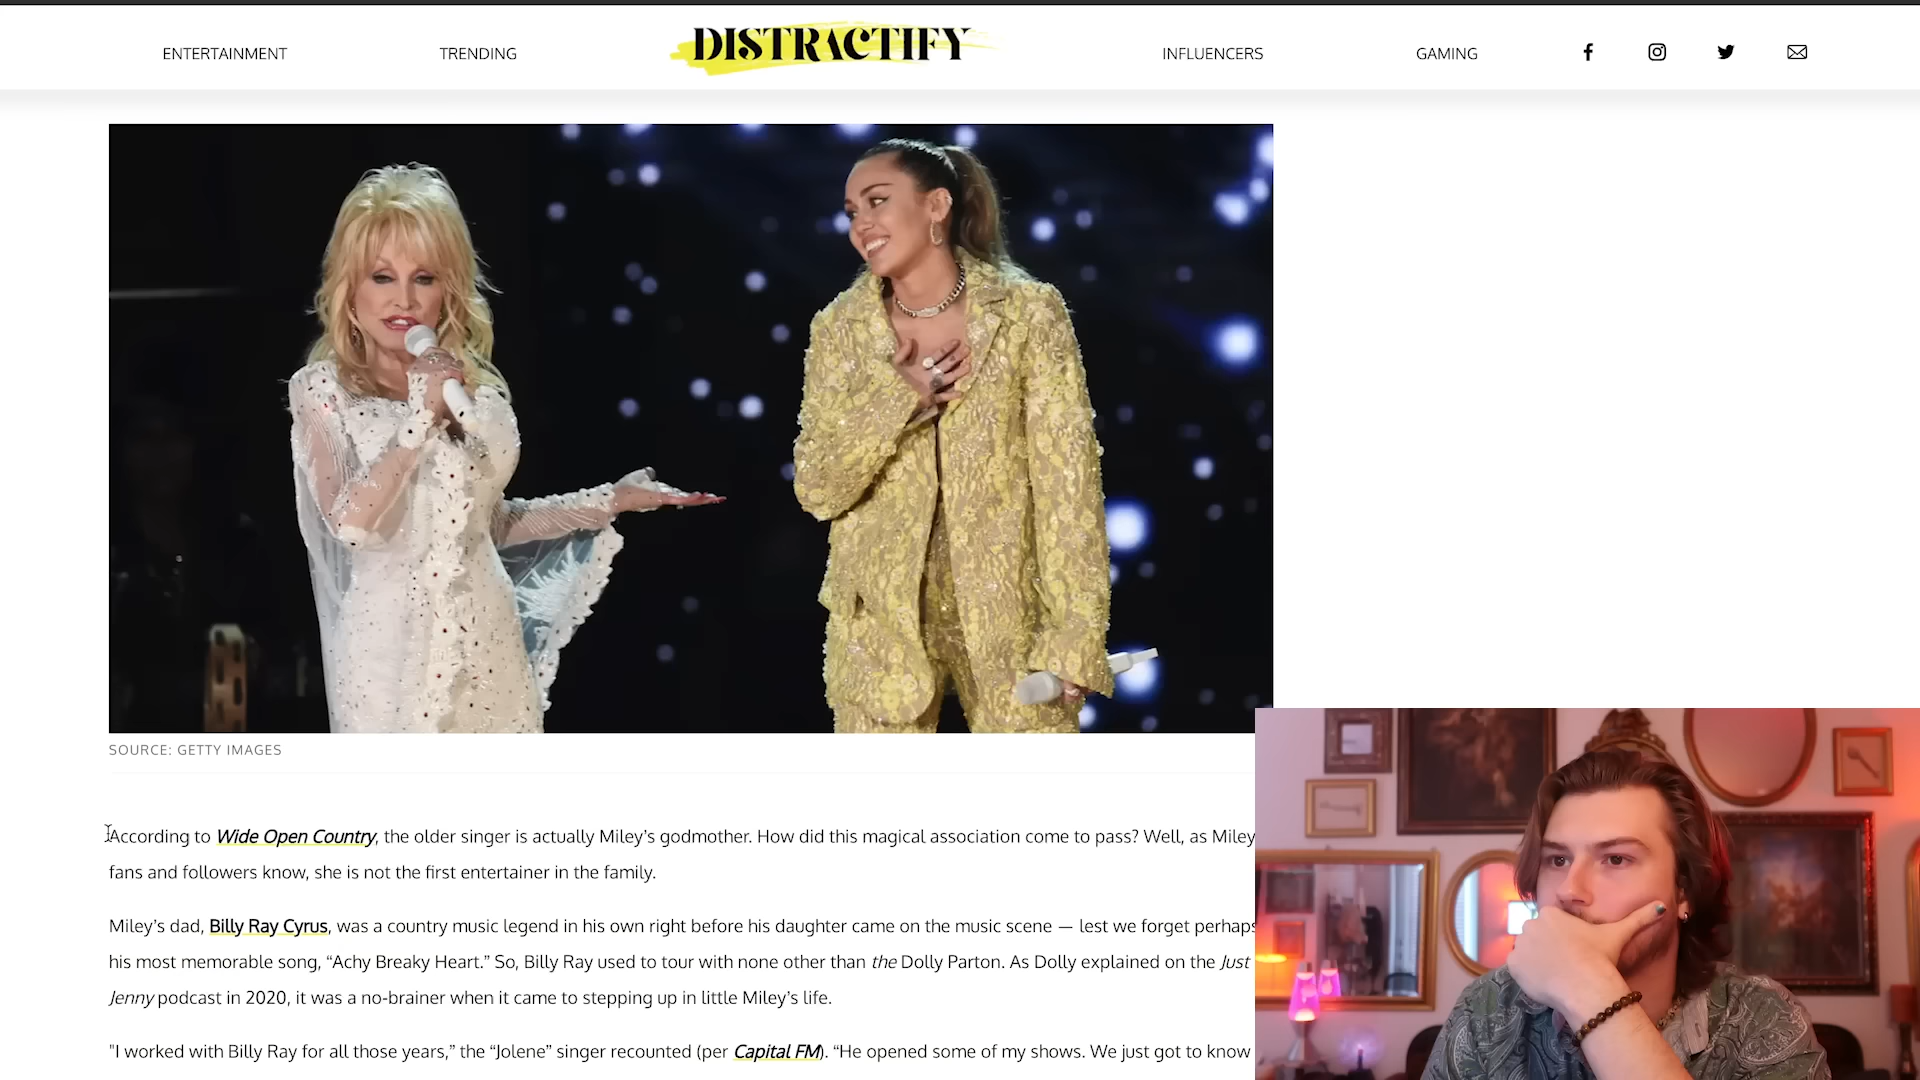 ENTERTAINMENT TRENDING DISTRACTIFY INFLUENCERS GAMING
SOURCE: GETTY IMAGES
According to Wide Open Country, the older singer is actually Miley’s godmother. How did this magical association come to pass? Well, as Miley
fans and followers know, she is not the first entertainer in the family.
Miley’s dad, Billy Ray Cyrus, was a country music legend in his own right before his daughter came on the music scene — lest we forget perhaps
his most memorable song, “Achy Breaky Heart.” So, Billy Ray used to tour with none other than the Dolly Parton. As Dolly explained on the Just
Jenny podcast in 2020, it was a no-brainer when it came to stepping up in little Miley’s life.
"I worked with Billy Ray for all those years,” the “Jolene” singer recounted (per Capital FM). “He opened some of my shows. We just got to know